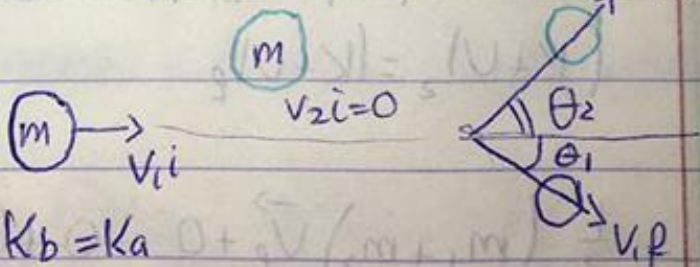 m
V2i=0
θ2
m
V1i
θ1
Kb = Ka
V1f